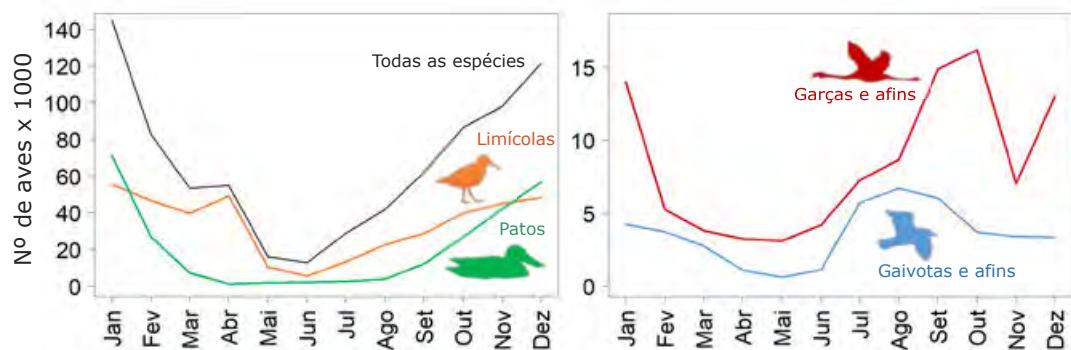 Nº de aves x 1000
140
120
100
80
60
40
20
0
Todas as espécies
Limícolas
Patos
Jan
Fev
Mar
Abr
Mai
Jun
Jul
Ago
Set
Out
Nov
Dez
15
10
5
0
Garças e afins
Gaivotas e afins
Jan
Fev
Mar
Abr
Mai
Jun
Jul
Ago
Set
Out
Nov
Dez